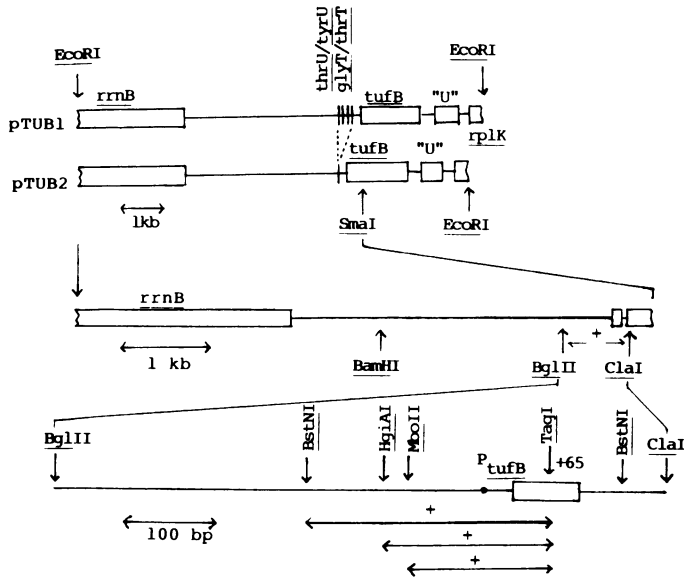 thrU/tyrU
glyT/thrT
EcoRI
EcoRI
rrnB
tufB
"U"
pTUB1
rplK
tufB
"U"
pTUB2
1kb
SmaI
EcoRI
rrnB
+
1 kb
BamHI
BglII
ClaI
BglII
BstNI
HgiAI
MboII
TaqI
BstNI
ClaI
P tufB
+65
100 bp
+
+
+